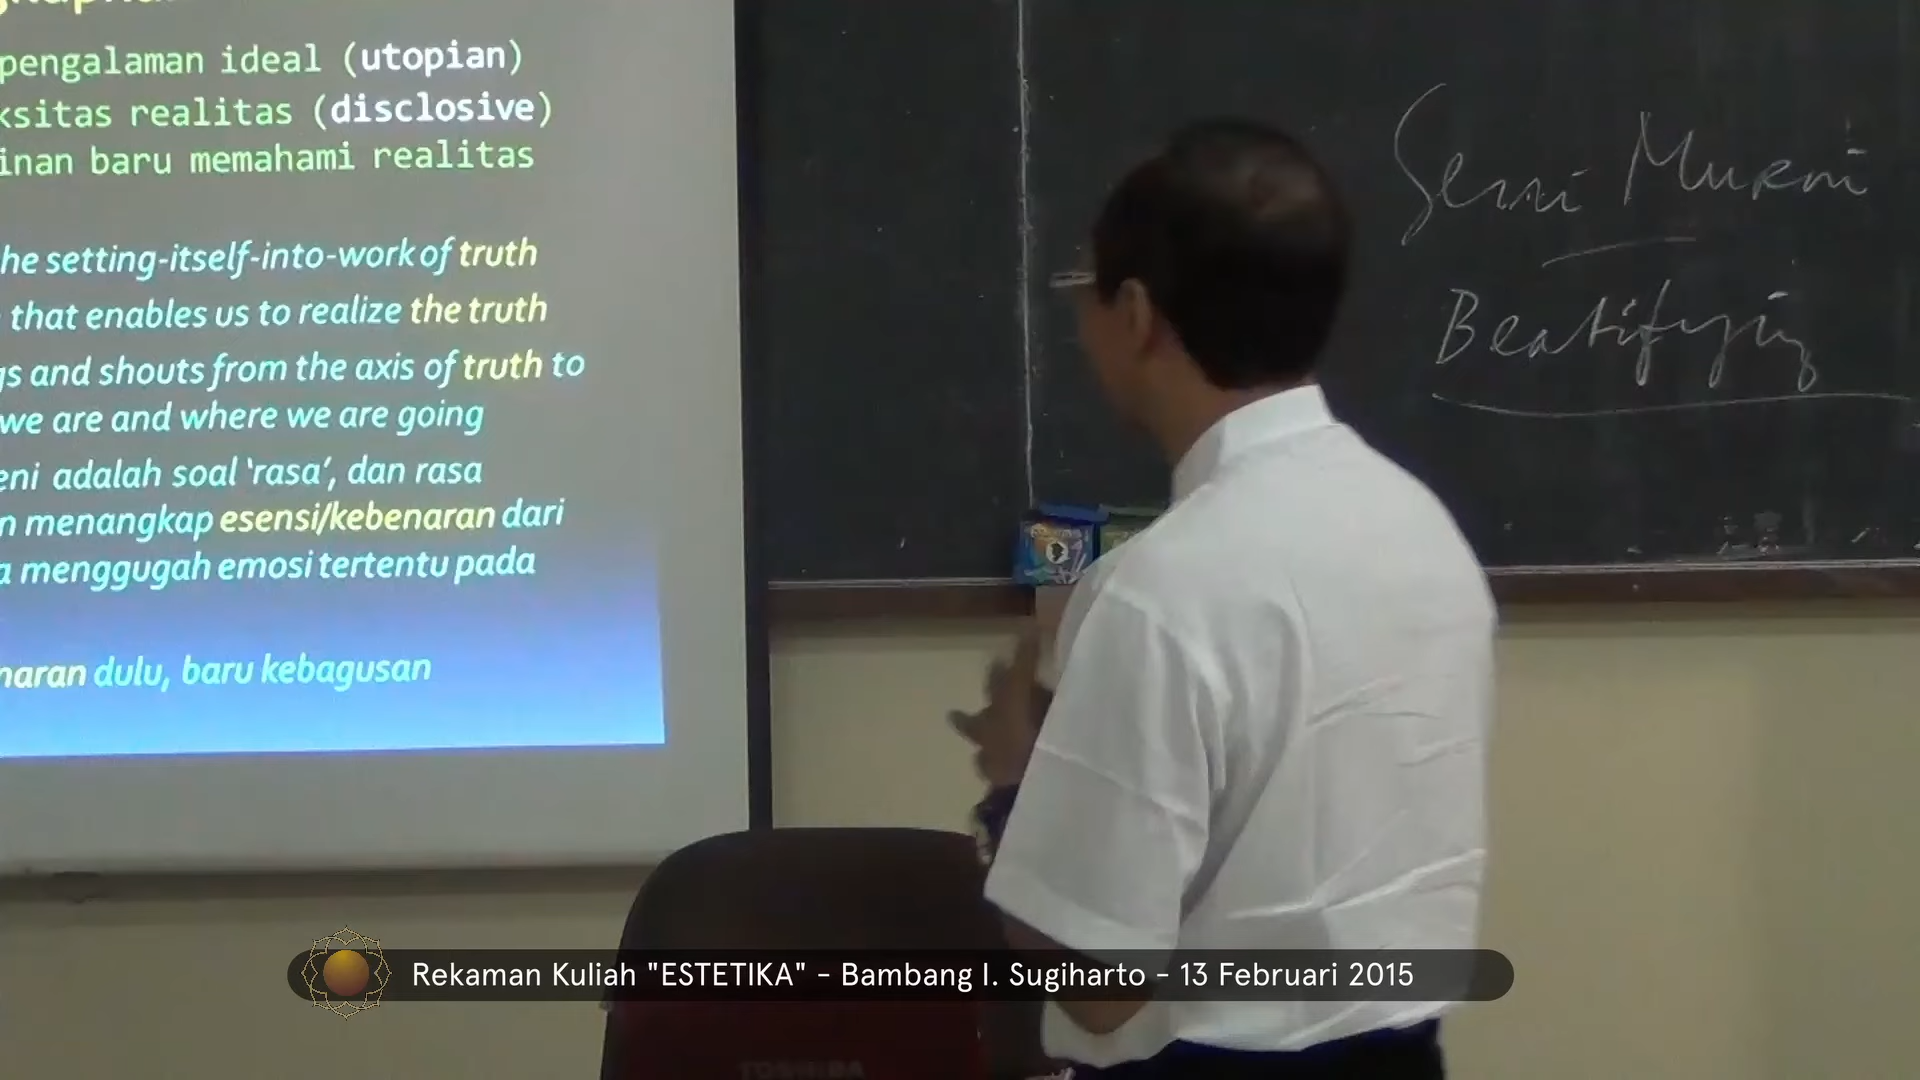 pengalaman ideal (utopian)
ksitas realitas (disclosive)
inan baru memahami realitas
he setting-itself-into-work of truth
that enables us to realize the truth
gs and shouts from the axis of truth to
we are and where we are going
eni adalah soal 'rasa', dan rasa
n menangkap esensi/kebenaran dari
a menggugah emosi tertentu pada
naran dulu, baru kebagusan
Seni Murni
Beatifying
TOSHIBA
Rekaman Kuliah "ESTETIKA" - Bambang I. Sugiharto - 13 Februari 2015